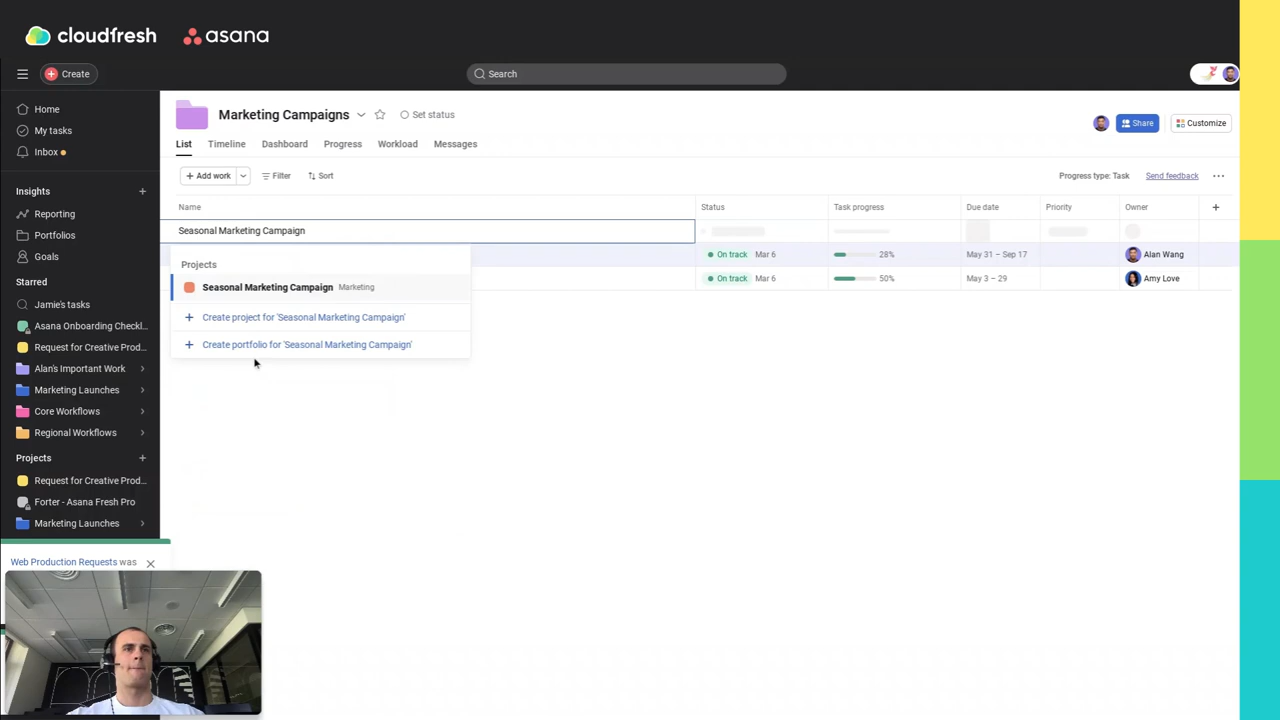 cloudfresh asana
Create
Search
Home
My tasks
Inbox
Insights
Reporting
Portfolios
Goals
Starred
Jamie's tasks
Asana Onboarding Checkl...
Request for Creative Prod...
Alan's Important Work
Marketing Launches
Core Workflows
Regional Workflows
Projects
Request for Creative Prod...
Forter - Asana Fresh Pro
Marketing Launches
Web Production Requests was
Marketing Campaigns
Set status
Share
Customize
List Timeline Dashboard Progress Workload Messages
+ Add work Filter Sort
Progress type: Task Send feedback
Name Status Task progress Due date Priority Owner
Seasonal Marketing Campaign
On track Mar 6 28% May 31 – Sep 17 Alan Wang
On track Mar 6 50% May 3 – 29 Amy Love
Projects
Seasonal Marketing Campaign Marketing
+ Create project for 'Seasonal Marketing Campaign'
+ Create portfolio for 'Seasonal Marketing Campaign'